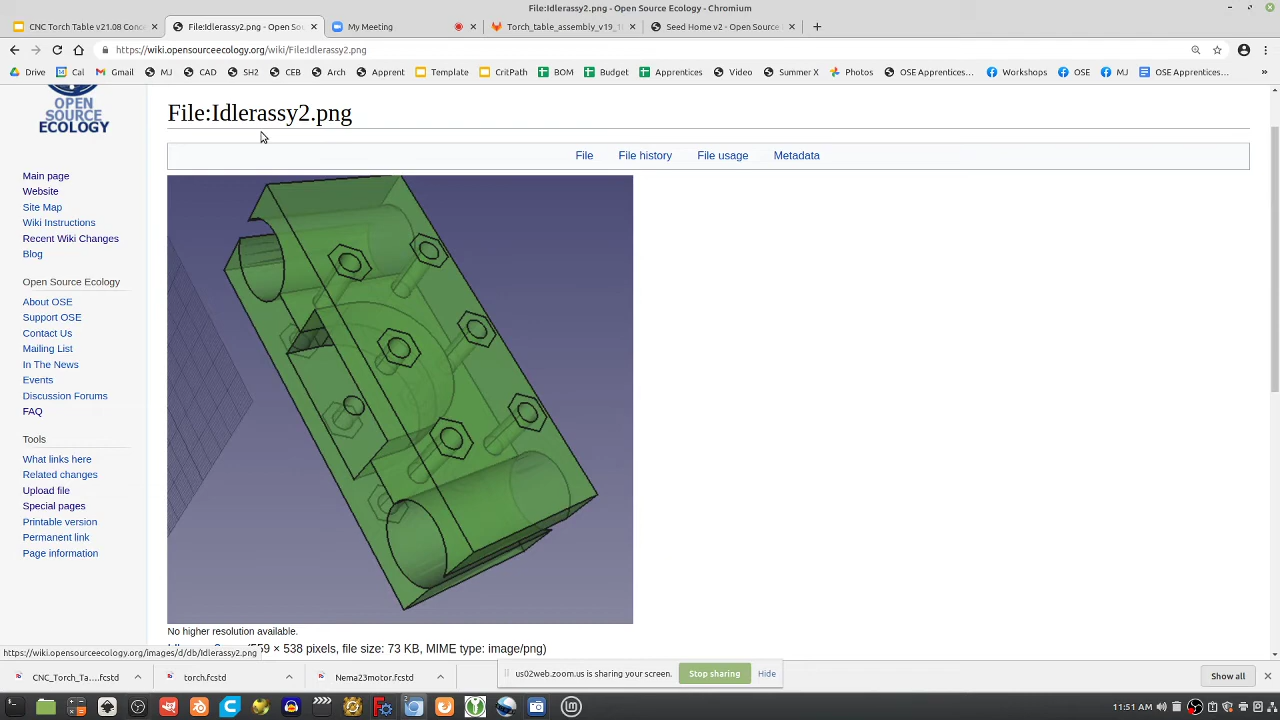 File:Idlerassy2.png - Open Source Ecology - Chromium
CNC Torch Table v21.08 Conc
File:Idlerassy2.png - Open Sou
My Meeting
Torch_table_assembly_v19_1
Seed Home v2 - Open Source
https://wiki.opensourceecology.org/wiki/File:Idlerassy2.png
Drive
Cal
Gmail
MJ
CAD
SH2
CEB
Arch
Apprent
Template
CritPath
BOM
Budget
Apprentices
Video
Summer X
Photos
OSE Apprentices…
Workshops
OSE
MJ
OSE Apprentices…
»
OPEN
SOURCE
ECOLOGY
File:Idlerassy2.png
File
File history
File usage
Metadata
Main page
Website
Site Map
Wiki Instructions
Recent Wiki Changes
Blog
Open Source Ecology
About OSE
Support OSE
Contact Us
Mailing List
In The News
Events
Discussion Forums
FAQ
Tools
What links here
Related changes
Upload file
Special pages
Printable version
Permanent link
Page information
No higher resolution available.
(559 × 538 pixels, file size: 73 KB, MIME type: image/png)
https://wiki.opensourceecology.org/images/d/db/Idlerassy2.png
CNC_Torch_Ta....fcstd
torch.fcstd
Nema23motor.fcstd
us02web.zoom.us is sharing your screen.
Stop sharing
Hide
Show all
11:51 AM